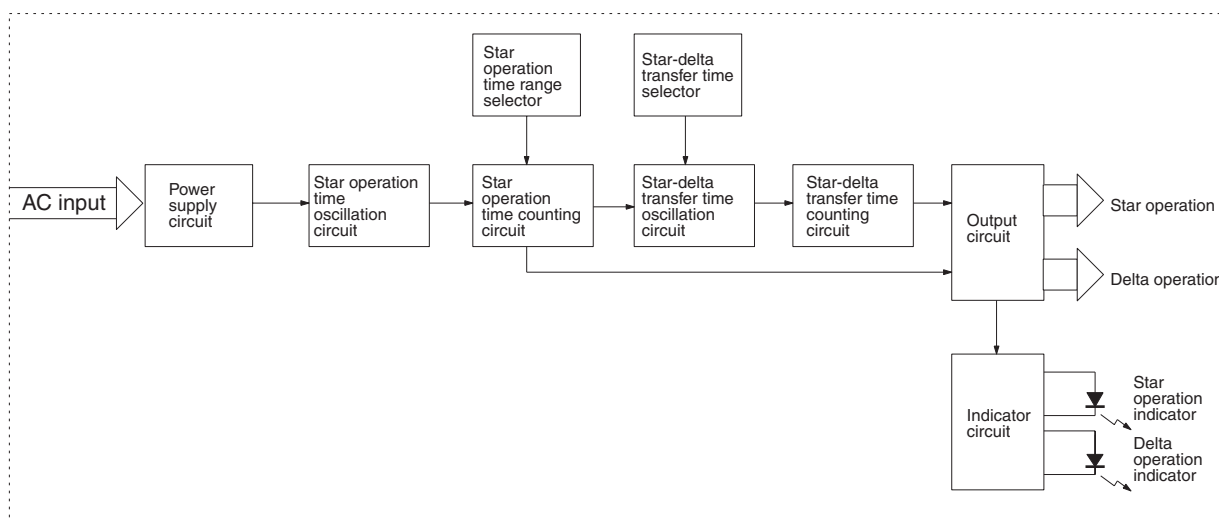 Star
operation
time range
selector
Star-delta
transfer time
selector
AC input
Power
supply
circuit
Star operation
time
oscillation
circuit
Star
operation
time counting
circuit
Star-delta
transfer time
oscillation
circuit
Star-delta
transfer time
counting
circuit
Output
circuit
Star operation
Delta operation
Indicator
circuit
Star
operation
indicator
Delta
operation
indicator